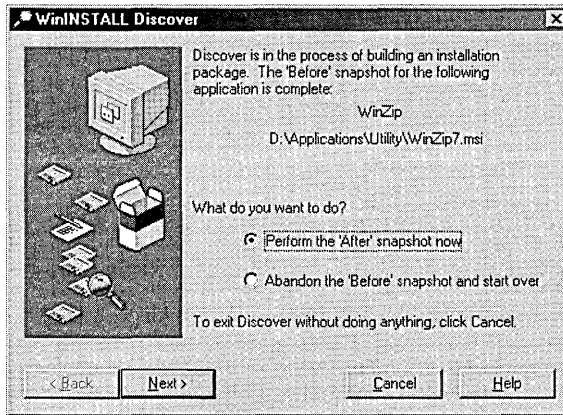 WinINSTALL Discover
Discover is in the process of building an installation
package. The 'Before' snapshot for the following
application is complete:
WinZip
D:\Applications\Utility\WinZip7.msi
What do you want to do?
Perform the 'After' snapshot now
Abandon the 'Before' snapshot and start over
To exit Discover without doing anything, click Cancel.
< Back Next > Cancel Help